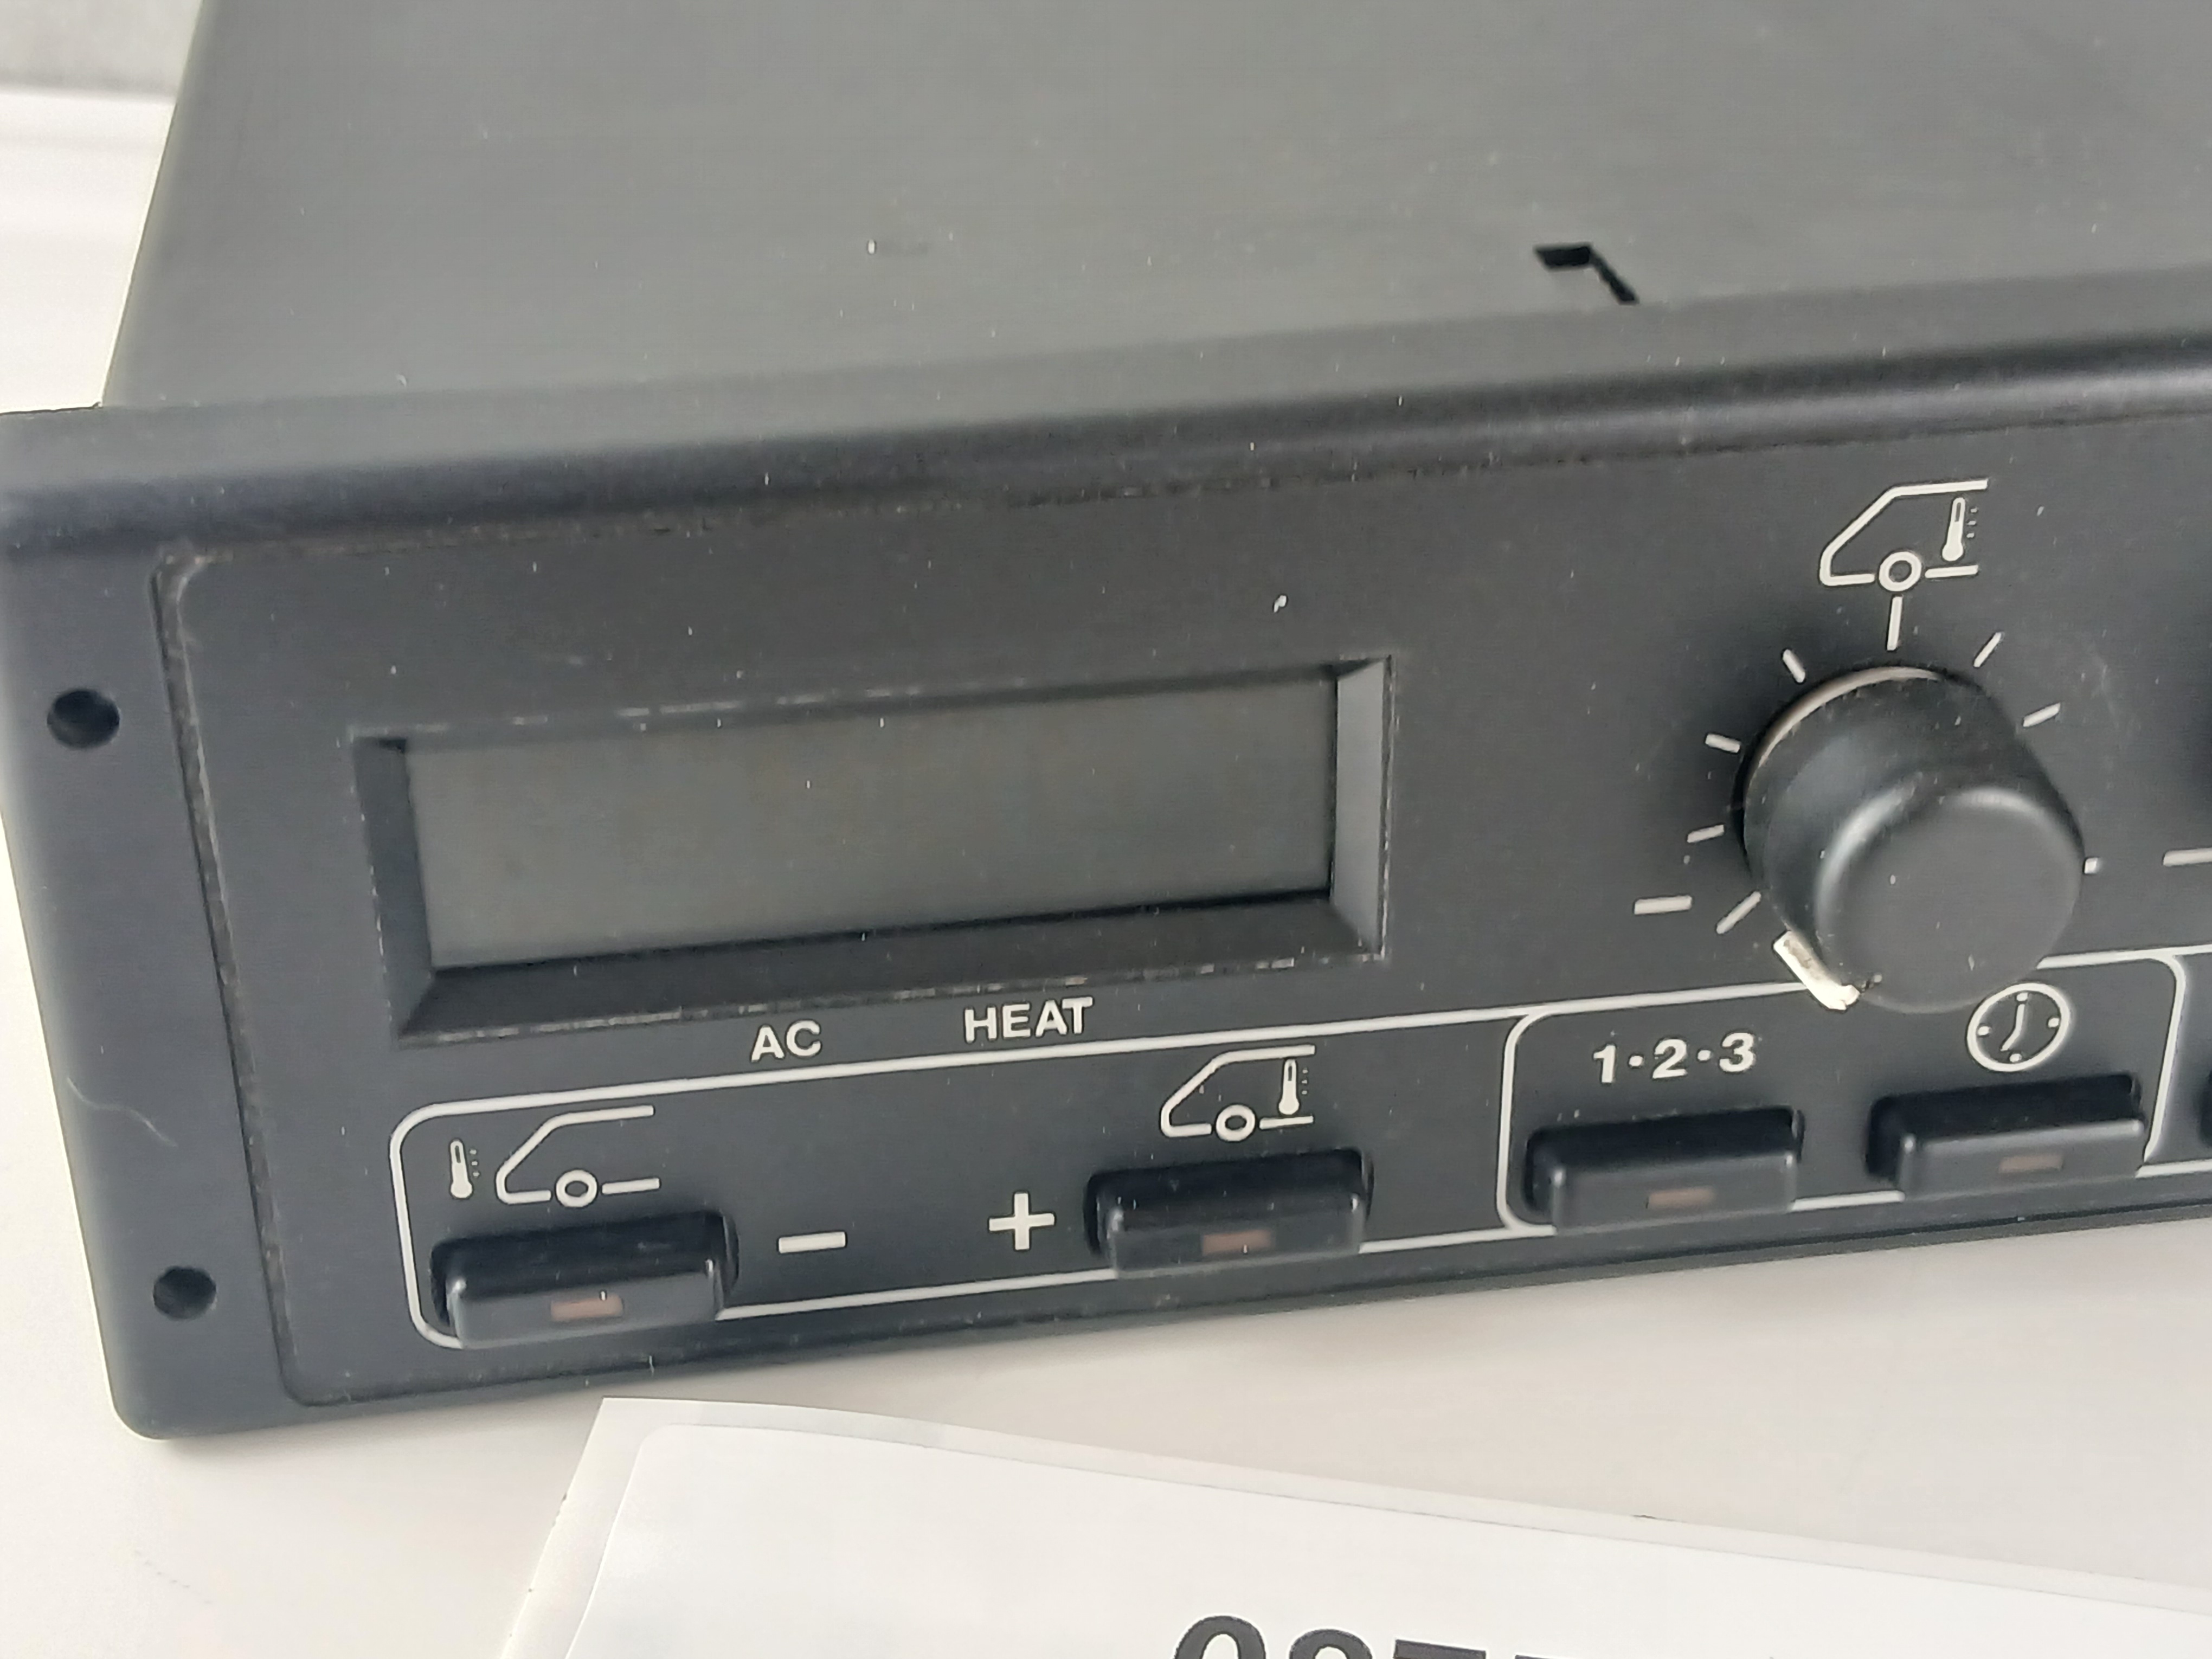 AC HEAT
1·2·3
− +